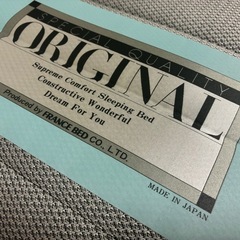 SPECIAL QUALITY
ORIGINAL
Supreme Comfort Sleeping Bed
Constructive Wonderful
Dream For You
Produced by FRANCE BED CO., LTD.
MADE IN JAPAN